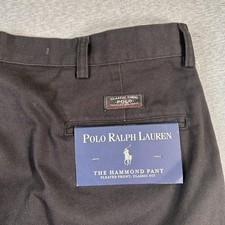 CLASSIC CHINO
POLO
POLO RALPH LAUREN
THE HAMMOND PANT
PLEATED FRONT, CLASSIC FIT